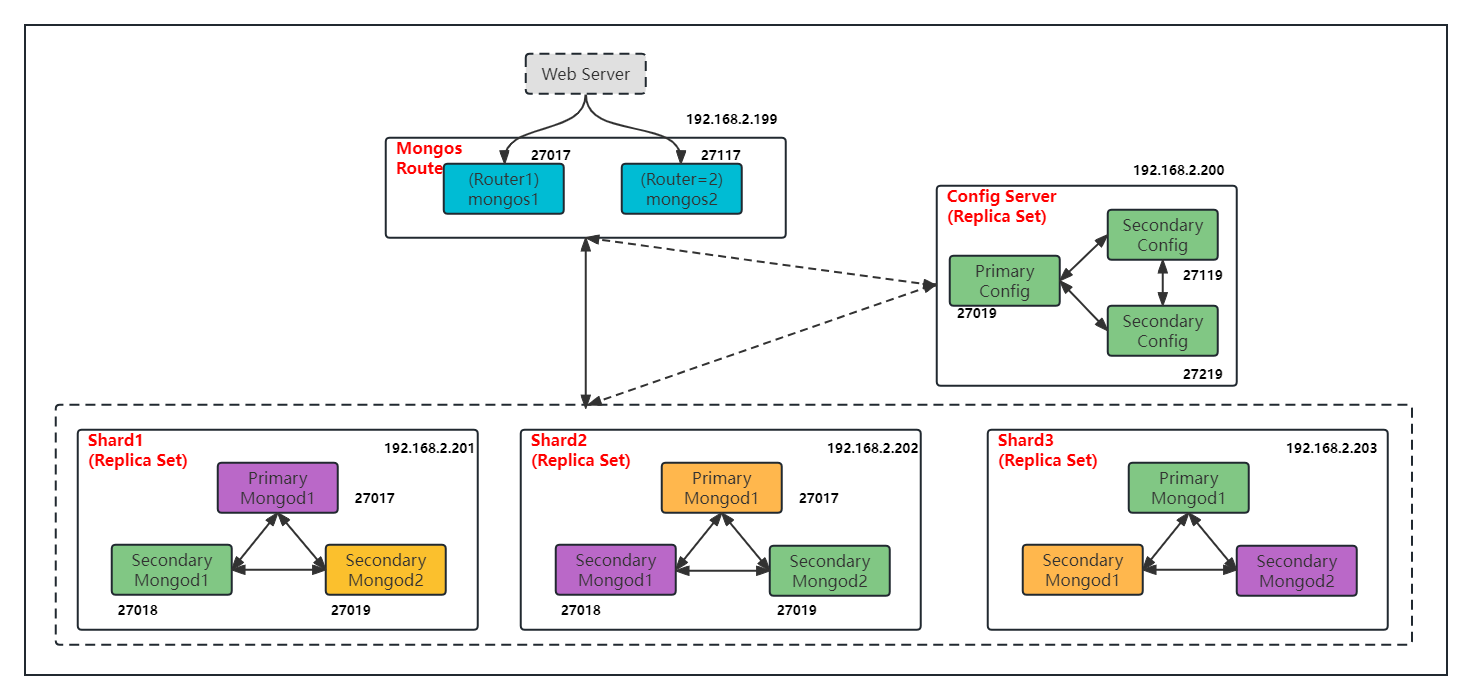 Web Server
192.168.2.199
Mongos
Route
27017
27117
(Router1)
mongos1
(Router=2)
mongos2
192.168.2.200
Config Server
(Replica Set)
Secondary
Config
27119
Primary
Config
27019
Secondary
Config
27219
Shard1
(Replica Set)
192.168.2.201
Primary
Mongod1
27017
Secondary
Mongod1
27018
Secondary
Mongod2
27019
Shard2
(Replica Set)
192.168.2.202
Primary
Mongod1
27017
Secondary
Mongod1
27018
Secondary
Mongod2
27019
Shard3
(Replica Set)
192.168.2.203
Primary
Mongod1
Secondary
Mongod1
Secondary
Mongod2